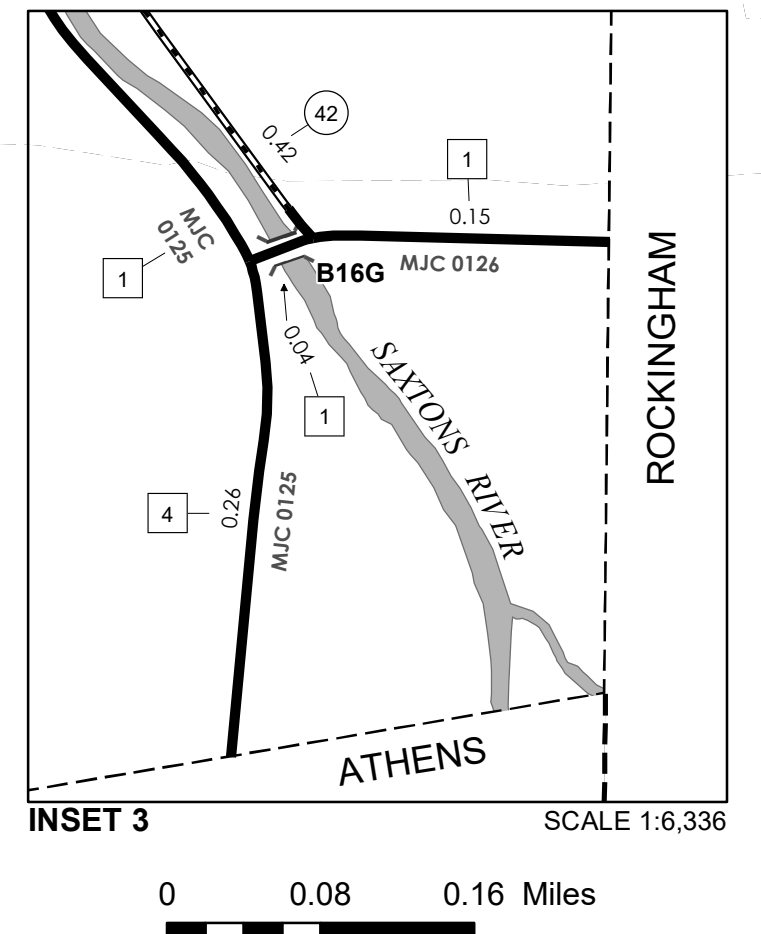 42
0.42
1
0.15
MJC
0125
1
B16G
MJC 0126
ROCKINGHAM
0.04
1
SAXTONS RIVER
4
0.26
MJC 0125
ATHENS
INSET 3
SCALE 1:6,336
0 0.08 0.16 Miles